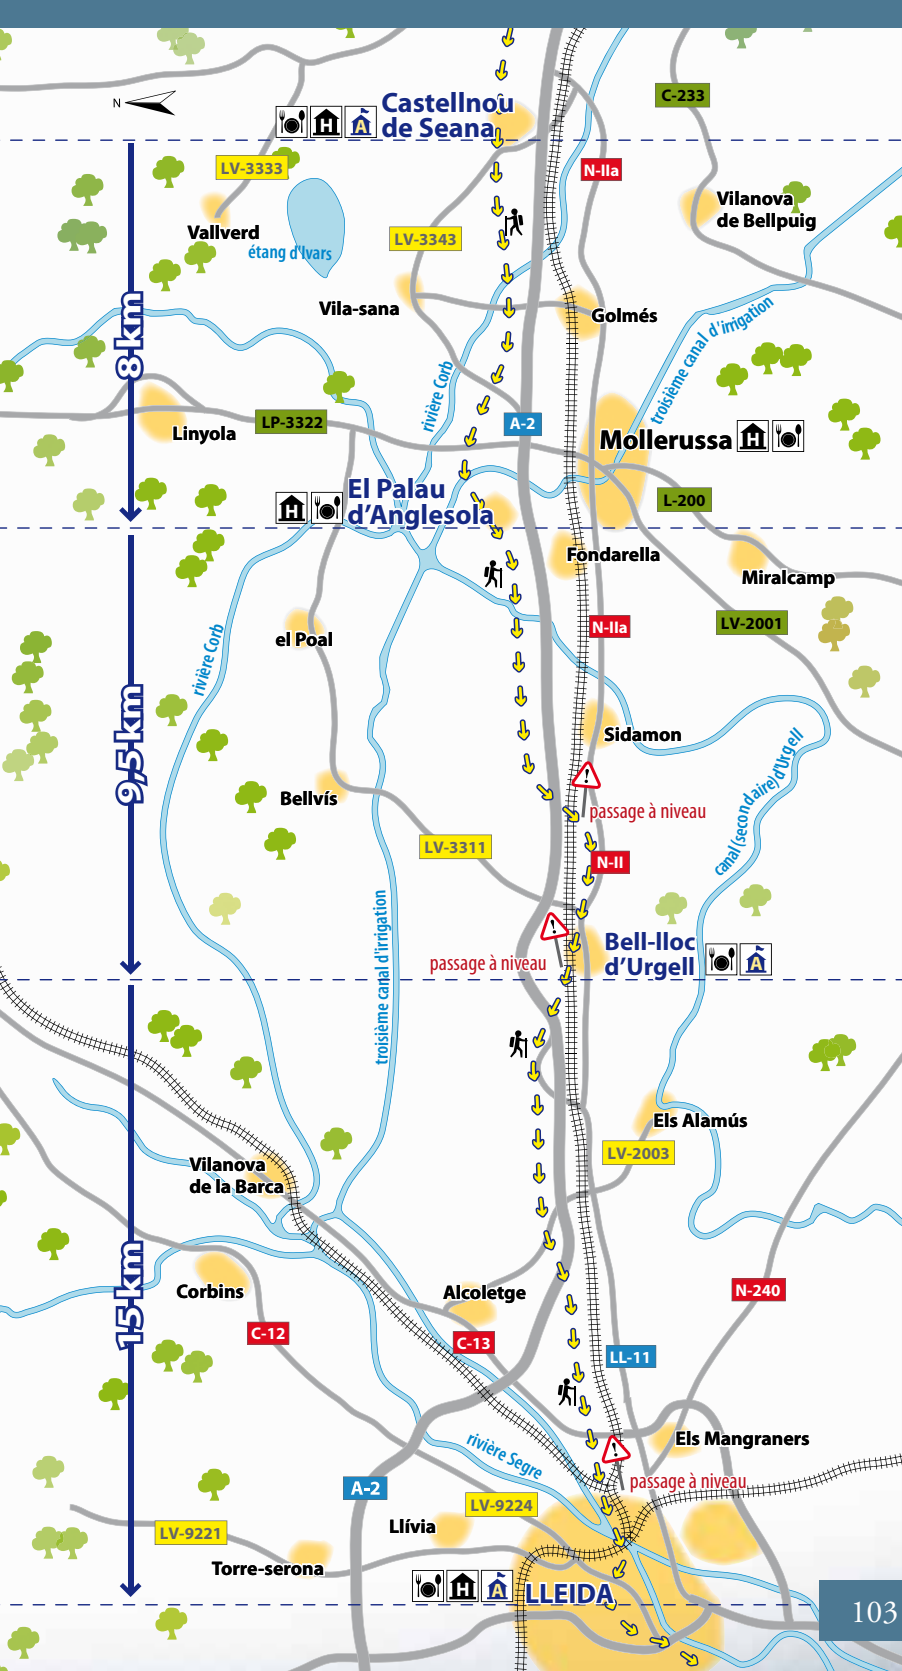 C-233
N
Castellnou
de Seana
H
A
LV-3333
N-IIa
Vilanova
de Bellpuig
Vallverd
étang d'Ivars
LV-3343
Vila-sana
Golmés
8 km
troisième canal d'irrigation
rivière Corb
Linyola
LP-3322
A-2
Mollerussa
H
El Palau
d'Anglesola
H
L-200
Fondarella
Miralcamp
el Poal
N-IIa
LV-2001
rivière Corb
9,5 km
Sidamon
canal (secondaire) d'Urgell
Bellvís
passage à niveau
LV-3311
N-II
Bell-lloc
d'Urgell
A
passage à niveau
troisième canal d'irrigation
Els Alamús
LV-2003
Vilanova
de la Barca
15 km
Corbins
Alcoletge
N-240
C-12
C-13
LL-11
Els Mangraners
rivière Segre
passage à niveau
A-2
LV-9224
Llívia
LV-9221
Torre-serona
H
A
LLEIDA
103